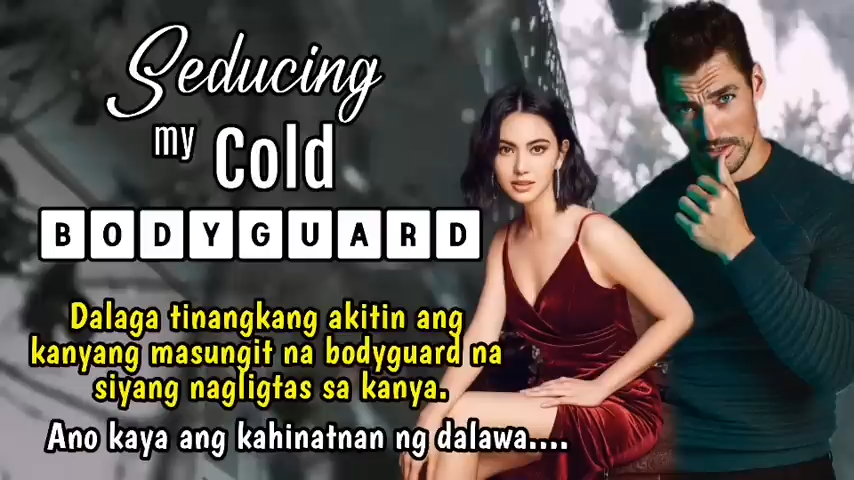 Seducing
my Cold
BODYGUARD
Dalaga tinangkang akitin ang
kanyang masungit na bodyguard na
siyang nagligtas sa kanya.
Ano kaya ang kahinatnan ng dalawa....